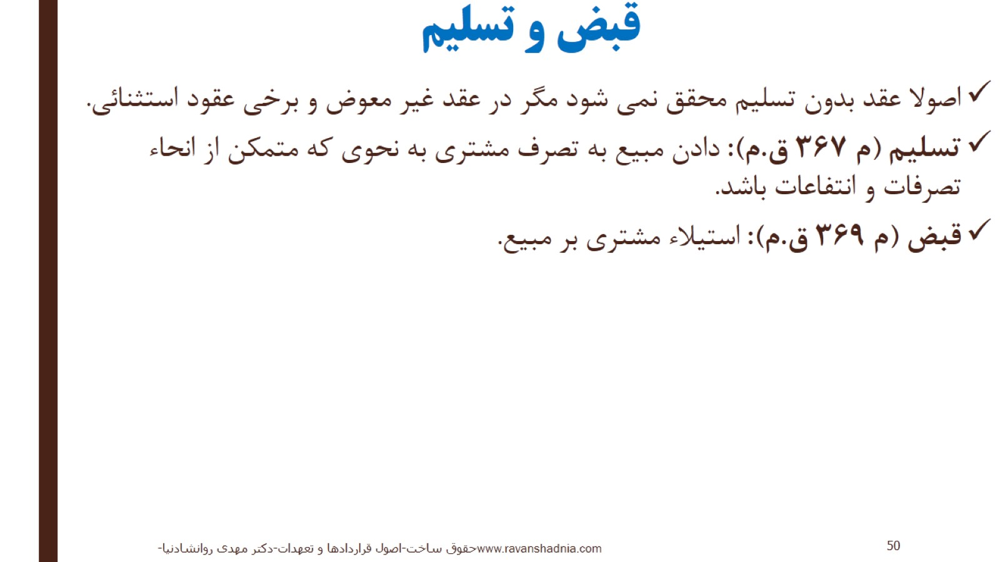 قبض و تسلیم
✓ اصولا عقد بدون تسلیم محقق نمی شود مگر در عقد غیر معوض و برخی عقود استثنائی.
✓ تسلیم (م ۳۶۷ ق.م): دادن مبیع به تصرف مشتری به نحوی که متمکن از انحاء
تصرفات و انتفاعات باشد.
✓ قبض (م ۳۶۹ ق.م): استیلاء مشتری بر مبیع.
www.ravanshadnia.comحقوق ساخت-اصول قراردادها و تعهدات-دکتر مهدی روانشادنیا-
50